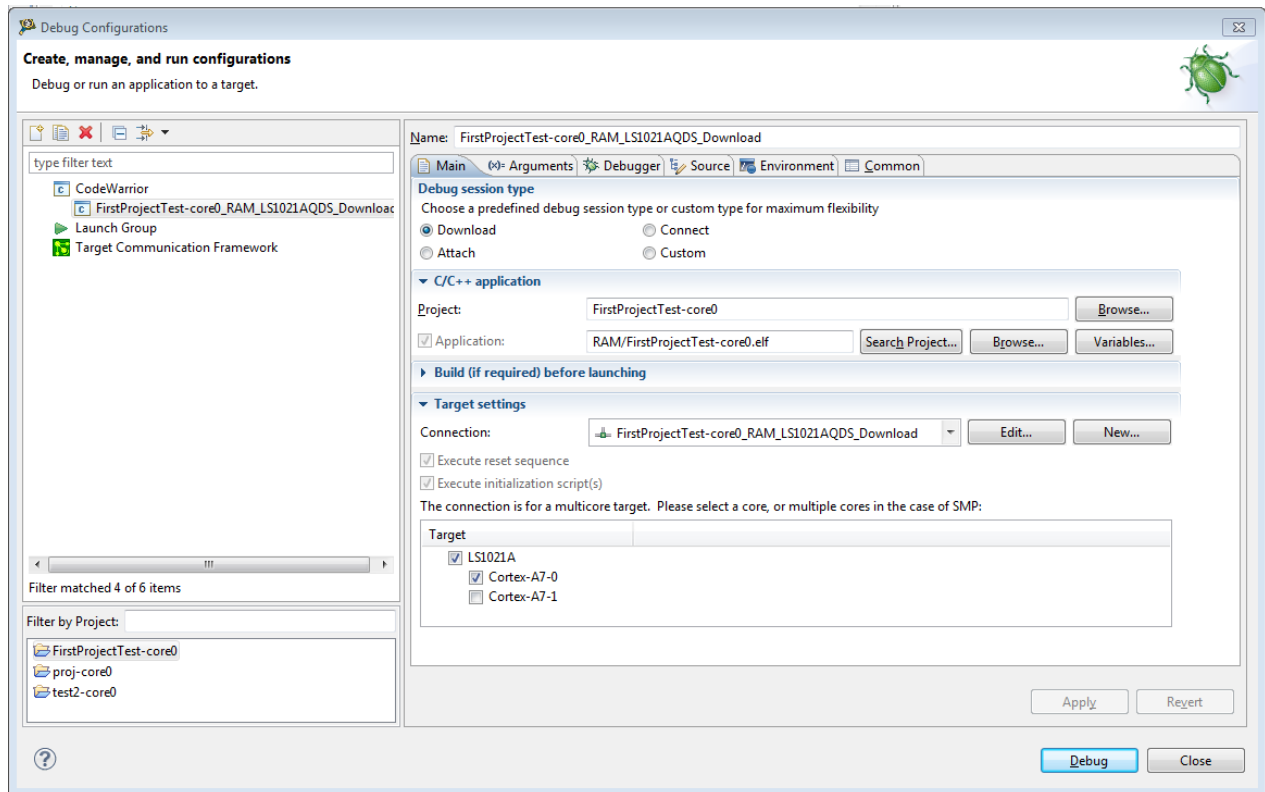 Debug Configurations
Create, manage, and run configurations
Debug or run an application to a target.
type filter text
CodeWarrior
FirstProjectTest-core0_RAM_LS1021AQDS_Downloac
Launch Group
Target Communication Framework
Filter matched 4 of 6 items
Filter by Project:
FirstProjectTest-core0
proj-core0
test2-core0
Name: FirstProjectTest-core0_RAM_LS1021AQDS_Download
Main (x)= Arguments Debugger Source Environment Common
Debug session type
Choose a predefined debug session type or custom type for maximum flexibility
Download Connect
Attach Custom
C/C++ application
Project: FirstProjectTest-core0 Browse...
Application: RAM/FirstProjectTest-core0.elf Search Project... Browse... Variables...
Build (if required) before launching
Target settings
Connection: FirstProjectTest-core0_RAM_LS1021AQDS_Download Edit... New...
Execute reset sequence
Execute initialization script(s)
The connection is for a multicore target. Please select a core, or multiple cores in the case of SMP:
Target
LS1021A
Cortex-A7-0
Cortex-A7-1
Apply Revert
Debug Close